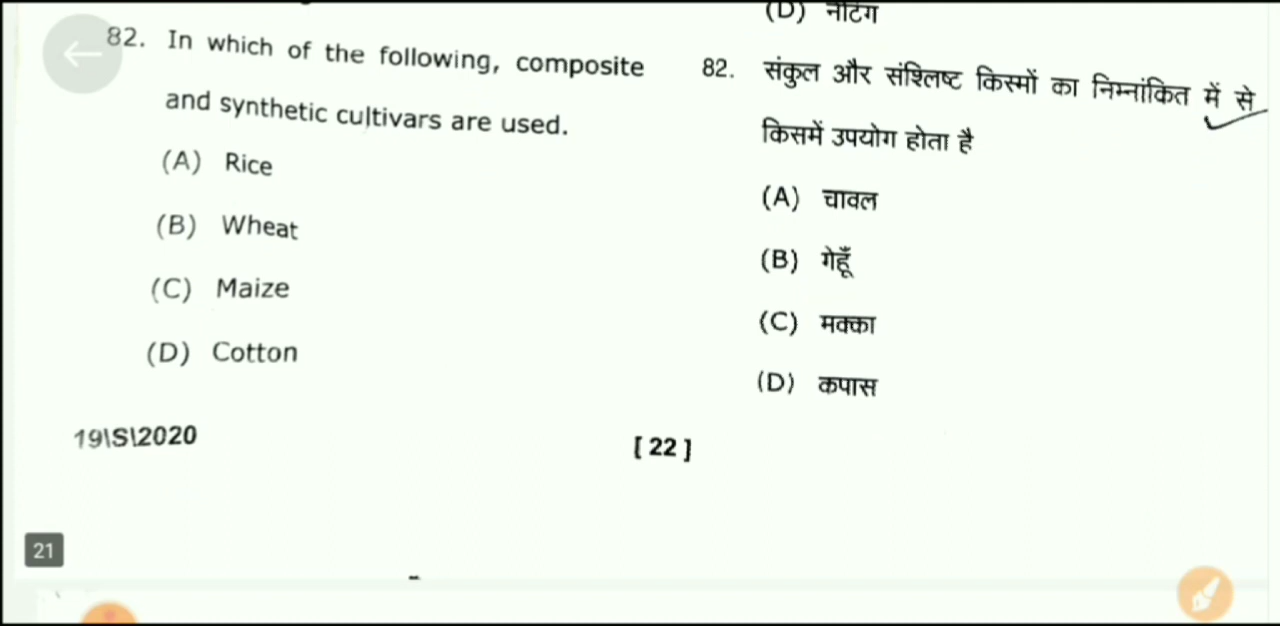 82. In which of the following, composite
and synthetic cultivars are used.
(A) Rice
(B) Wheat
(C) Maize
(D) Cotton
19\S\2020
(D) नेटिंग
82. संकुल और संश्लिष्ट किस्मों का निम्नांकित में से
किसमें उपयोग होता है
(A) चावल
(B) गेहूँ
(C) मक्का
(D) कपास
[ 22 ]
21